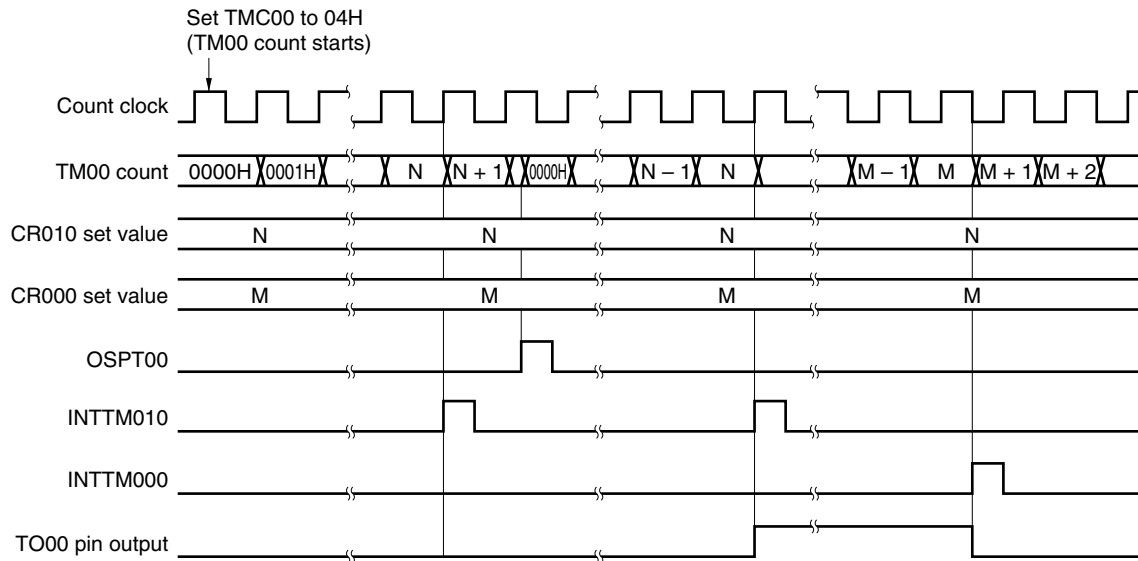 Set TMC00 to 04H
(TM00 count starts)
Count clock
TM00 count 0000H 0001H N N + 1 0000H N – 1 N M – 1 M M + 1 M + 2
CR010 set value N N N N
CR000 set value M M M M
OSPT00
INTTM010
INTTM000
TO00 pin output